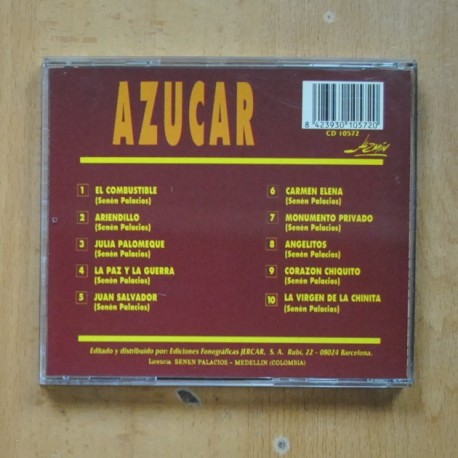 AZUCAR
8 423930 105720
CD 10572
1 EL COMBUSTIBLE
(Senén Palacios)
2 ARIENDILLO
(Senén Palacios)
3 JULIA PALOMEQUE
(Senén Palacios)
4 LA PAZ Y LA GUERRA
(Senén Palacios)
5 JUAN SALVADOR
(Senén Palacios)
6 CARMEN ELENA
(Senén Palacios)
7 MONUMENTO PRIVADO
(Senén Palacios)
8 ANGELITOS
(Senén Palacios)
9 CORAZON CHIQUITO
(Senén Palacios)
10 LA VIRGEN DE LA CHINITA
(Senén Palacios)
Editado y distribuido por: Ediciones Fonográficas JERCAR, S. A. Rubí, 22 - 08024 Barcelona.
Licencia: SENEN PALACIOS - MEDELLIN (COLOMBIA)